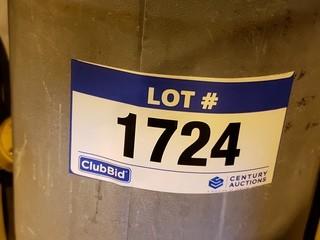 LOT #
1724
ClubBid
CENTURY
AUCTIONS